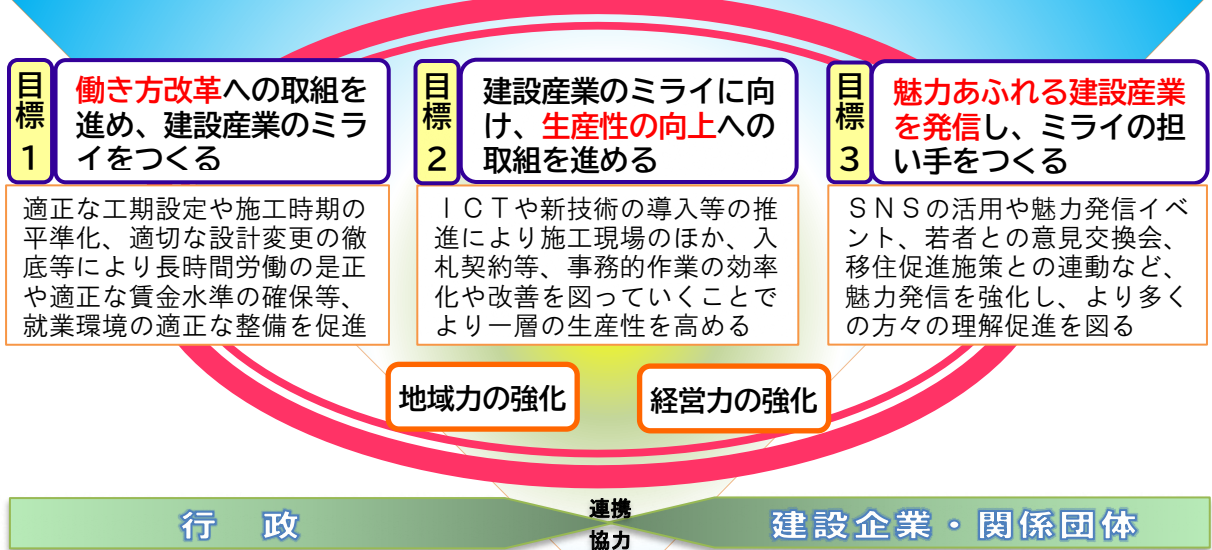 目標1
働き方改革への取組を
進め、建設産業のミラ
イをつくる
適正な工期設定や施工時期の
平準化、適切な設計変更の徹
底等により長時間労働の是正
や適正な賃金水準の確保等、
就業環境の適正な整備を促進
目標2
建設産業のミライに向
け、生産性の向上への
取組を進める
ＩＣＴや新技術の導入等の推
進により施工現場のほか、入
札契約等、事務的作業の効率
化や改善を図っていくことで
より一層の生産性を高める
目標3
魅力あふれる建設産業
を発信し、ミライの担
い手をつくる
ＳＮＳの活用や魅力発信イベ
ント、若者との意見交換会、
移住促進施策との連動など、
魅力発信を強化し、より多く
の方々の理解促進を図る
地域力の強化
経営力の強化
行　政
連携
協力
建設企業・関係団体